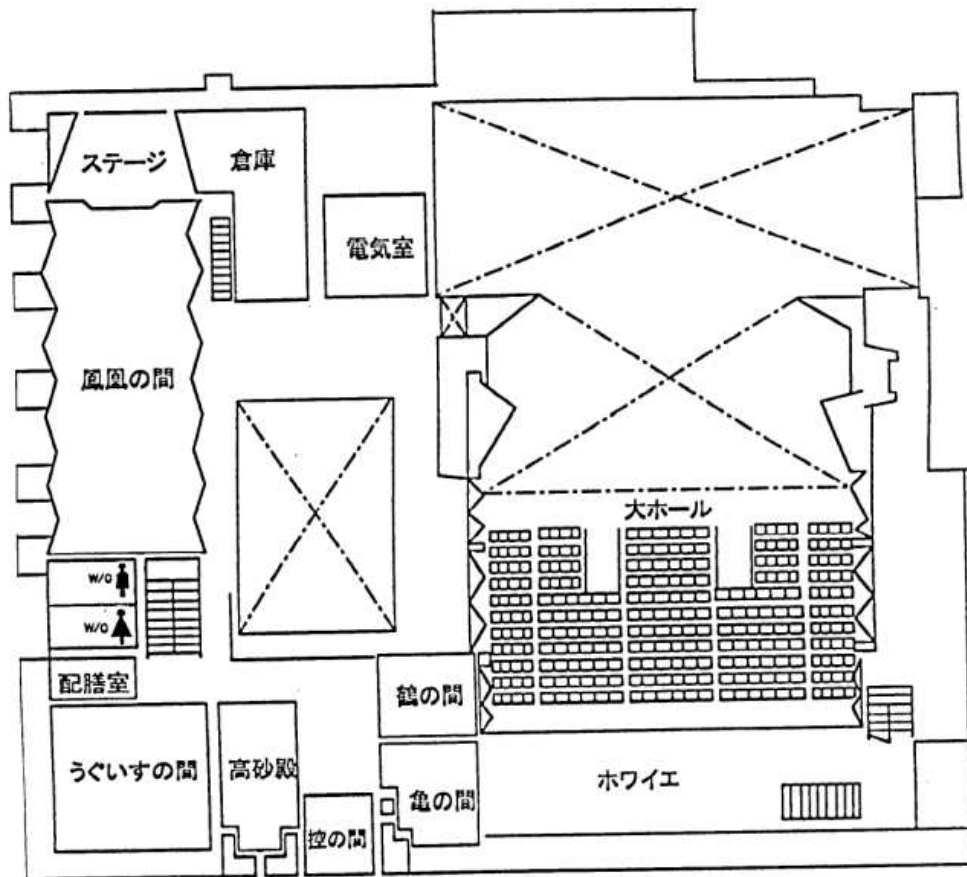 ステージ
倉庫
電気室
鳳凰の間
大ホール
W/C
W/C
配膳室
鶴の間
うぐいすの間
高砂殿
控の間
亀の間
ホワイエ